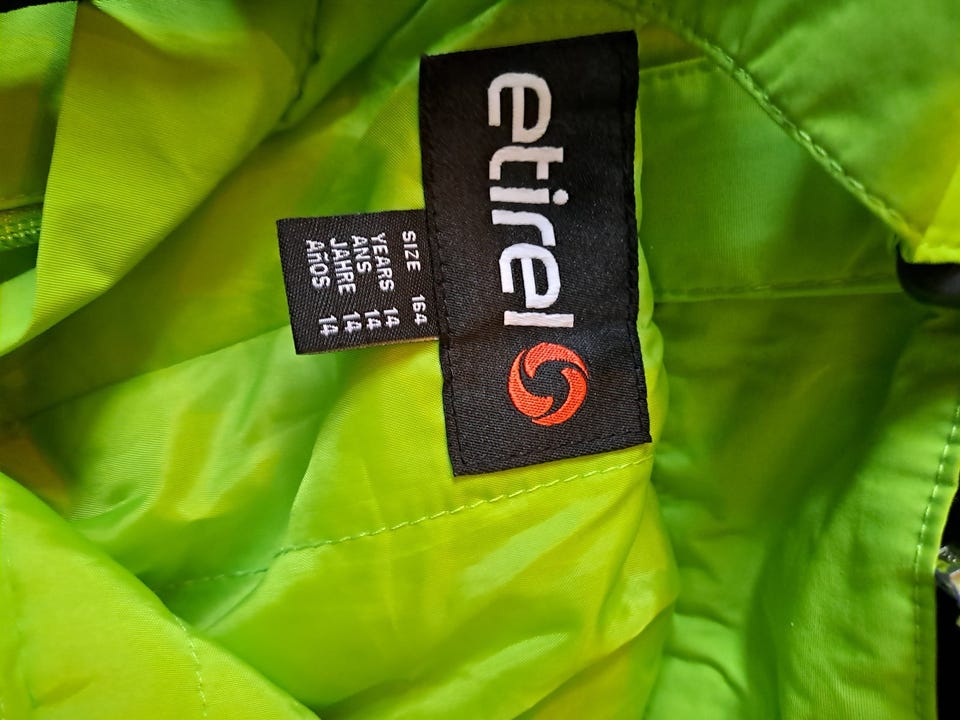 etirel
SIZE 164
YEARS 14
ANS 14
JAHRE 14
AñOS 14